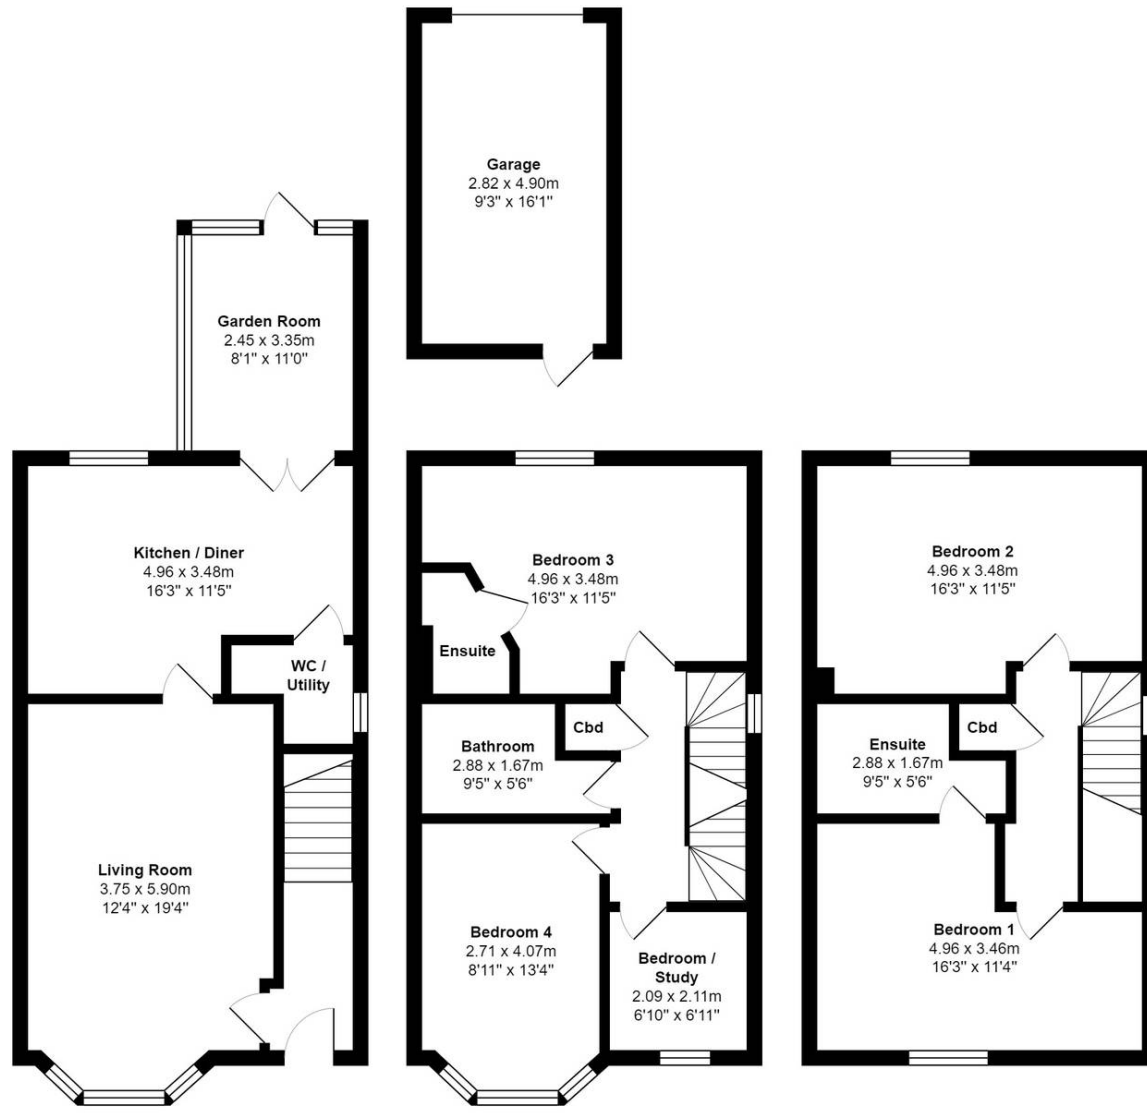 Garage
2.82 x 4.90m
9'3" x 16'1"
Garden Room
2.45 x 3.35m
8'1" x 11'0"
Kitchen / Diner
4.96 x 3.48m
16'3" x 11'5"
WC /
Utility
Living Room
3.75 x 5.90m
12'4" x 19'4"
Bedroom 3
4.96 x 3.48m
16'3" x 11'5"
Ensuite
Cbd
Bathroom
2.88 x 1.67m
9'5" x 5'6"
Bedroom 4
2.71 x 4.07m
8'11" x 13'4"
Bedroom /
Study
2.09 x 2.11m
6'10" x 6'11"
Bedroom 2
4.96 x 3.48m
16'3" x 11'5"
Ensuite
2.88 x 1.67m
9'5" x 5'6"
Cbd
Bedroom 1
4.96 x 3.46m
16'3" x 11'4"